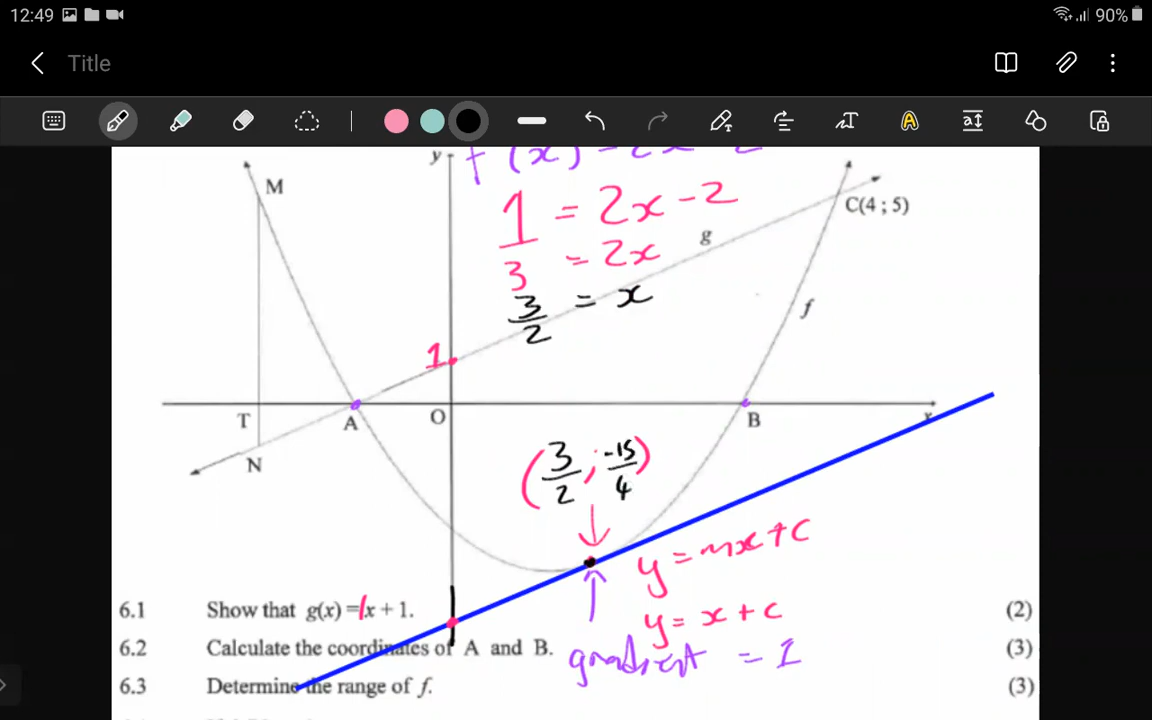 12:49 90%
Title
y
f(x) = 2x - 2
M
1 = 2x - 2
C(4 ; 5)
3 = 2x
g
3/2 = x
f
1
T A O B x
N
(3/2 ; -15/4)
y = mx + c
6.1 Show that g(x) = 1x + 1. (2)
y = x + c
6.2 Calculate the coordinates of A and B. (3)
gradient = 1
6.3 Determine the range of f. (3)